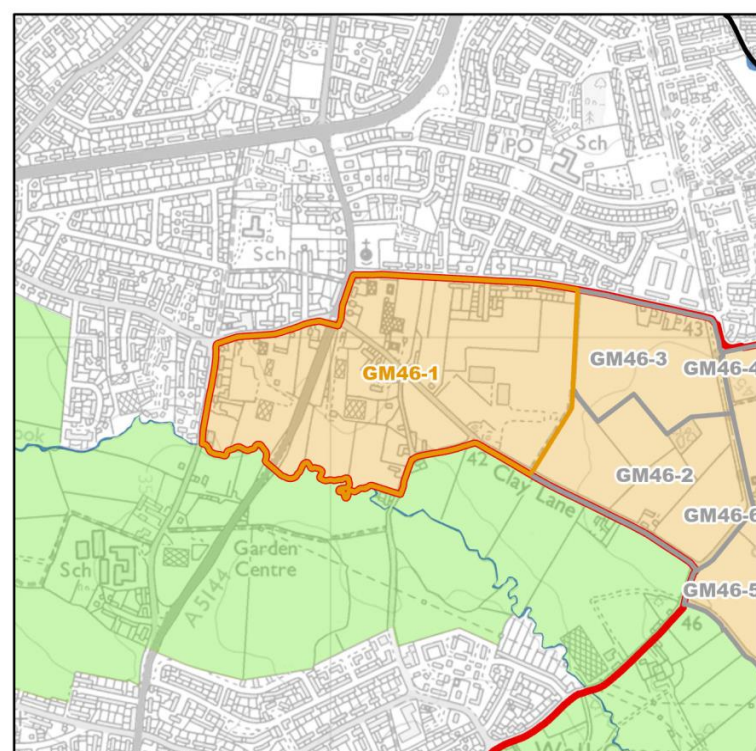 PO
Sch
Sch
43
GM46-3
GM46-4
GM46-1
42
Clay Lane
GM46-2
GM46-6
Sch
Garden
Centre
A5144
GM46-5
46